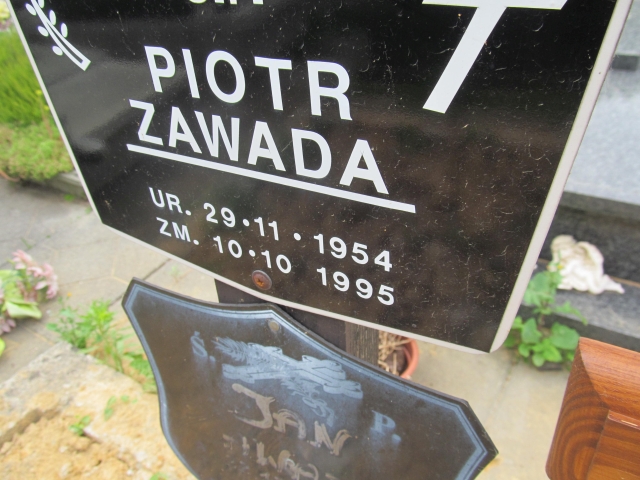 PIOTR
ZAWADA
UR. 29·11·1954
ZM. 10·10 1995
Ś. P.
JAN